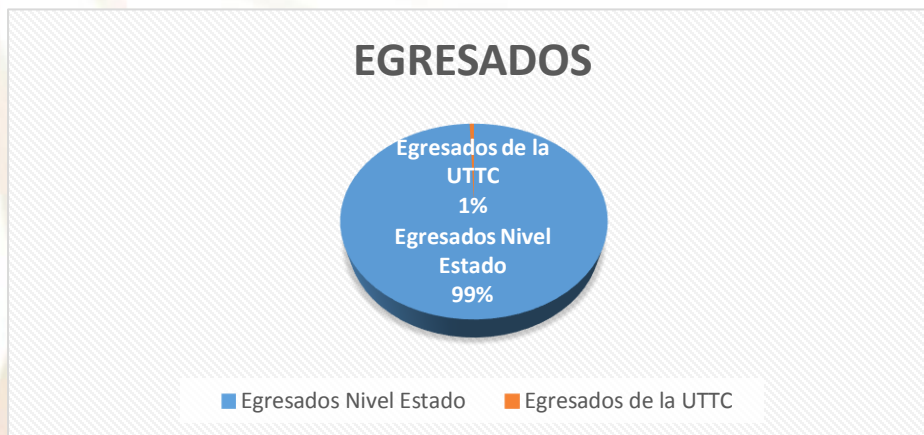 EGRESADOS
Egresados de la
UTTC
1%
Egresados Nivel
Estado
99%
Egresados Nivel Estado
Egresados de la UTTC